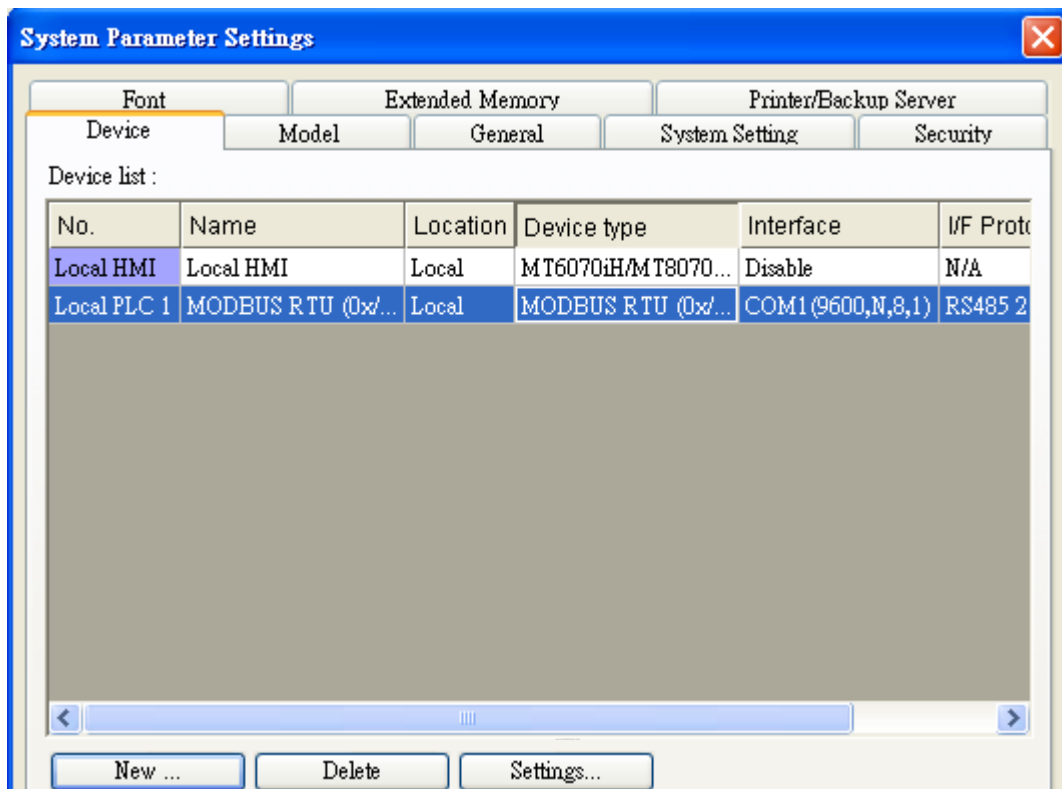 System Parameter Settings
Font Extended Memory Printer/Backup Server
Device Model General System Setting Security
Device list :
No. Name Location Device type Interface I/F Proto
Local HMI Local HMI Local MT6070iH/MT8070... Disable N/A
Local PLC 1 MODBUS RTU (0x/... Local MODBUS RTU (0x/... COM1(9600,N,8,1) RS485 2
New ... Delete Settings...